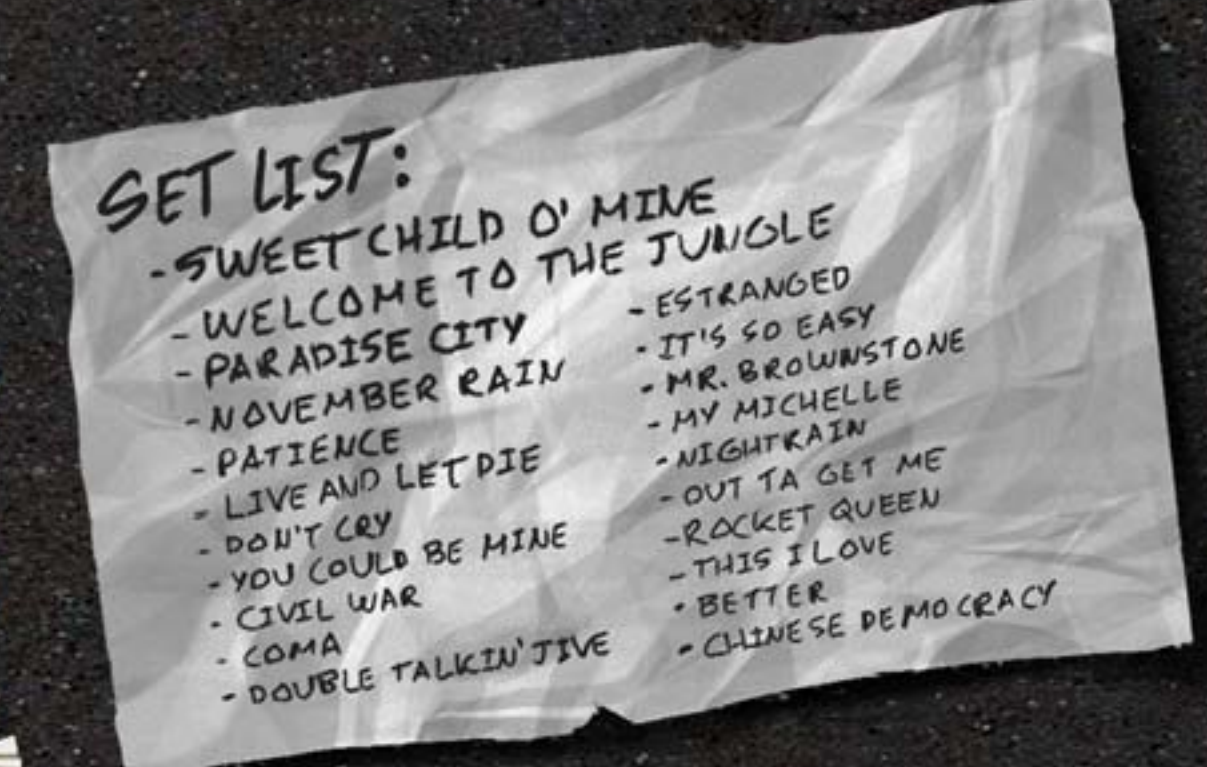 SET LIST:
- SWEET CHILD O' MINE
- WELCOME TO THE JUNGLE
- PARADISE CITY
- NOVEMBER RAIN
- PATIENCE
- LIVE AND LET DIE
- DON'T CRY
- YOU COULD BE MINE
- CIVIL WAR
- COMA
- DOUBLE TALKIN' JIVE
- ESTRANGED
- IT'S SO EASY
- MR. BROWNSTONE
- MY MICHELLE
- NIGHTRAIN
- OUT TA GET ME
- ROCKET QUEEN
- THIS I LOVE
- BETTER
- CHINESE DEMOCRACY